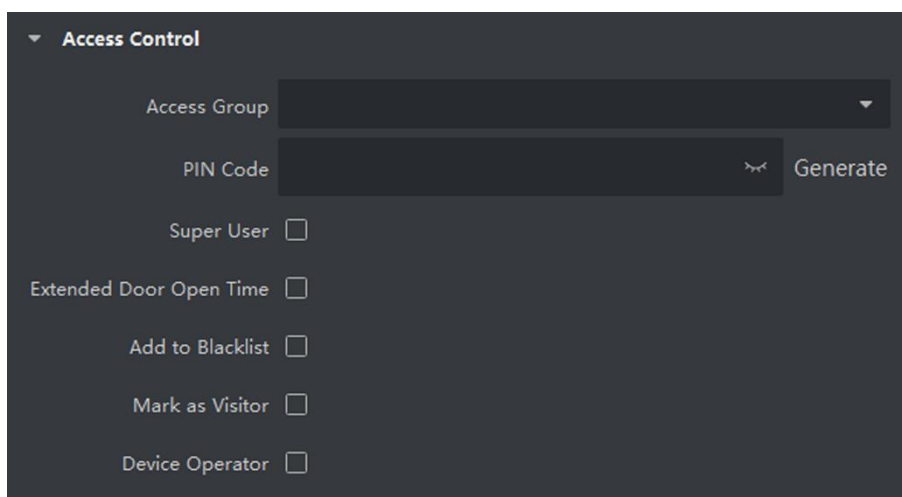 Access Control
Access Group
PIN Code Generate
Super User
Extended Door Open Time
Add to Blacklist
Mark as Visitor
Device Operator